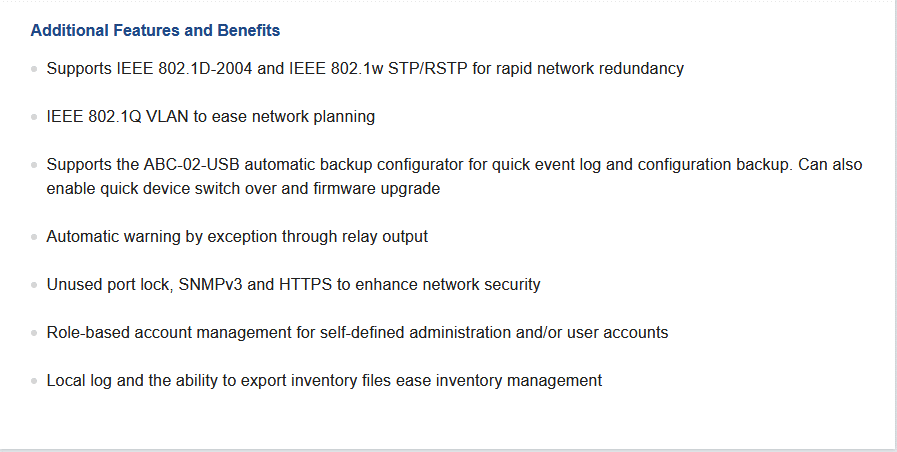 Additional Features and Benefits
Supports IEEE 802.1D-2004 and IEEE 802.1w STP/RSTP for rapid network redundancy
IEEE 802.1Q VLAN to ease network planning
Supports the ABC-02-USB automatic backup configurator for quick event log and configuration backup. Can also
enable quick device switch over and firmware upgrade
Automatic warning by exception through relay output
Unused port lock, SNMPv3 and HTTPS to enhance network security
Role-based account management for self-defined administration and/or user accounts
Local log and the ability to export inventory files ease inventory management